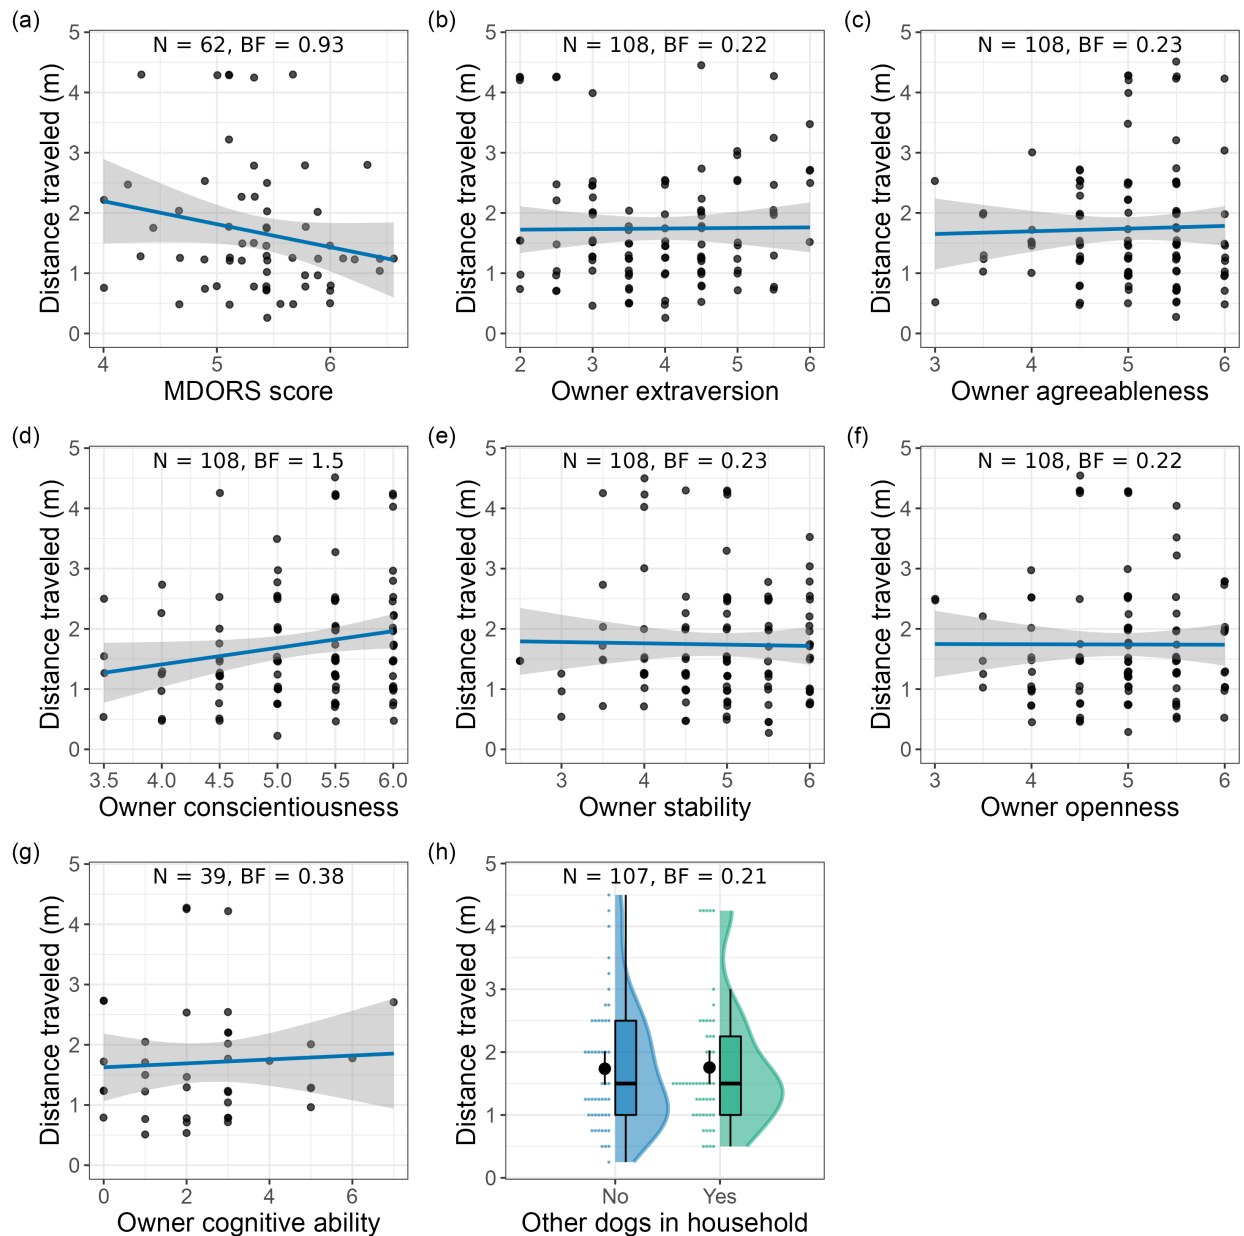 (a)
N = 62, BF = 0.93
Distance traveled (m)
5
4
3
2
1
0
4 5 6
MDORS score
(b)
N = 108, BF = 0.22
Distance traveled (m)
5
4
3
2
1
0
2 3 4 5 6
Owner extraversion
(c)
N = 108, BF = 0.23
Distance traveled (m)
5
4
3
2
1
0
3 4 5 6
Owner agreeableness
(d)
N = 108, BF = 1.5
Distance traveled (m)
5
4
3
2
1
0
3.5 4.0 4.5 5.0 5.5 6.0
Owner conscientiousness
(e)
N = 108, BF = 0.23
Distance traveled (m)
5
4
3
2
1
0
3 4 5 6
Owner stability
(f)
N = 108, BF = 0.22
Distance traveled (m)
5
4
3
2
1
0
3 4 5 6
Owner openness
(g)
N = 39, BF = 0.38
Distance traveled (m)
5
4
3
2
1
0
0 2 4 6
Owner cognitive ability
(h)
N = 107, BF = 0.21
Distance traveled (m)
5
4
3
2
1
0
No Yes
Other dogs in household